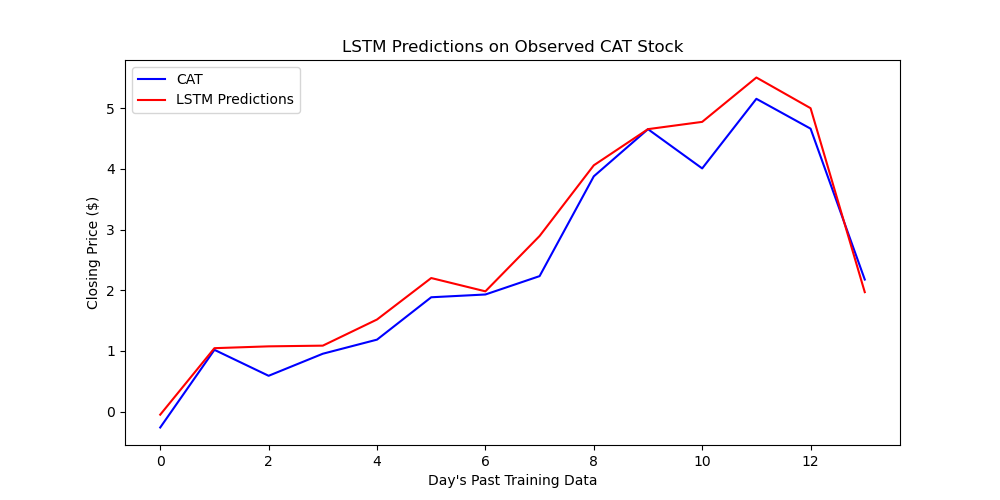 LSTM Predictions on Observed CAT Stock
CAT
LSTM Predictions
Closing Price ($)
5
4
3
2
1
0
0 2 4 6 8 10 12
Day's Past Training Data